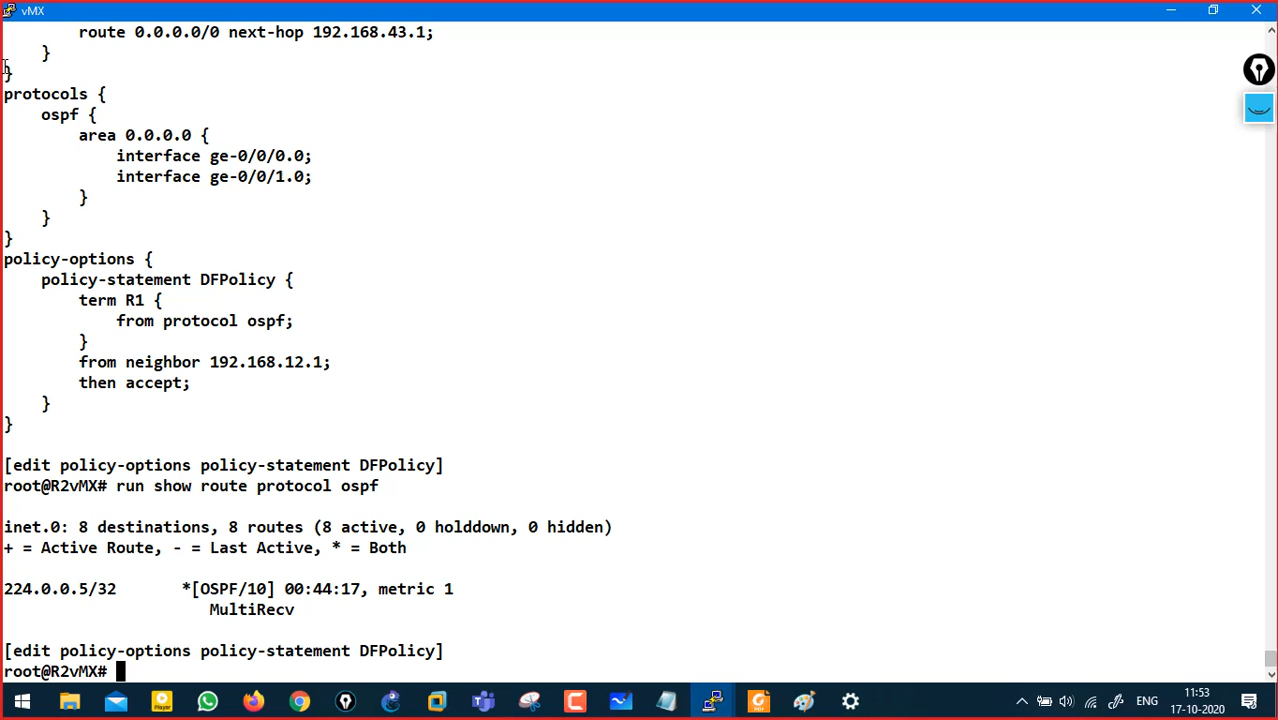 vMX
route 0.0.0.0/0 next-hop 192.168.43.1;
}
}
protocols {
ospf {
area 0.0.0.0 {
interface ge-0/0/0.0;
interface ge-0/0/1.0;
}
}
}
policy-options {
policy-statement DFPolicy {
term R1 {
from protocol ospf;
}
from neighbor 192.168.12.1;
then accept;
}
}
[edit policy-options policy-statement DFPolicy]
root@R2vMX# run show route protocol ospf
inet.0: 8 destinations, 8 routes (8 active, 0 holddown, 0 hidden)
+ = Active Route, - = Last Active, * = Both
224.0.0.5/32 *[OSPF/10] 00:44:17, metric 1
MultiRecv
[edit policy-options policy-statement DFPolicy]
root@R2vMX#
Player
ENG
11:53
17-10-2020